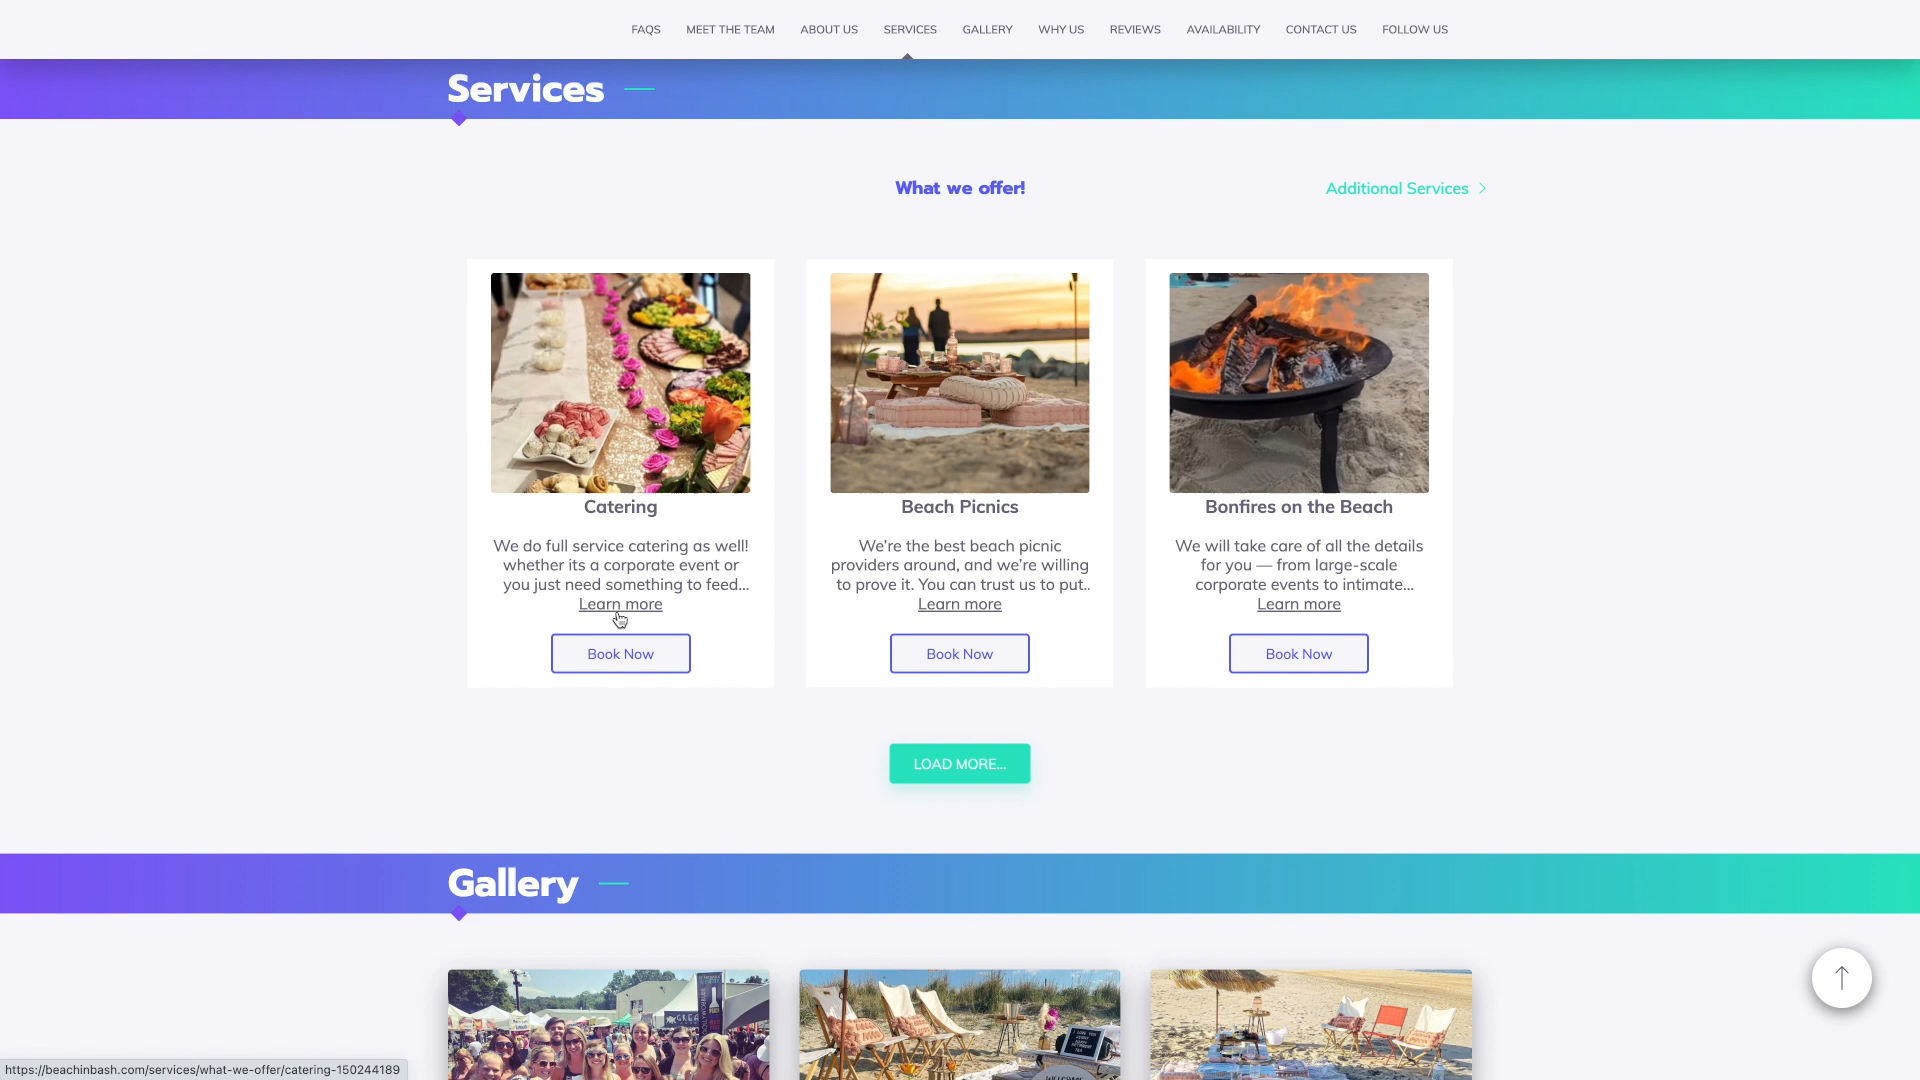 FAQS MEET THE TEAM ABOUT US SERVICES GALLERY WHY US REVIEWS AVAILABILITY CONTACT US FOLLOW US
Services
What we offer!
Additional Services
Catering
We do full service catering as well!
whether its a corporate event or
you just need something to feed...
Learn more
Book Now
Beach Picnics
We're the best beach picnic
providers around, and we're willing
to prove it. You can trust us to put..
Learn more
Book Now
Bonfires on the Beach
We will take care of all the details
for you — from large-scale
corporate events to intimate...
Learn more
Book Now
LOAD MORE...
Gallery
https://beachinbash.com/services/what-we-offer/catering-150244189